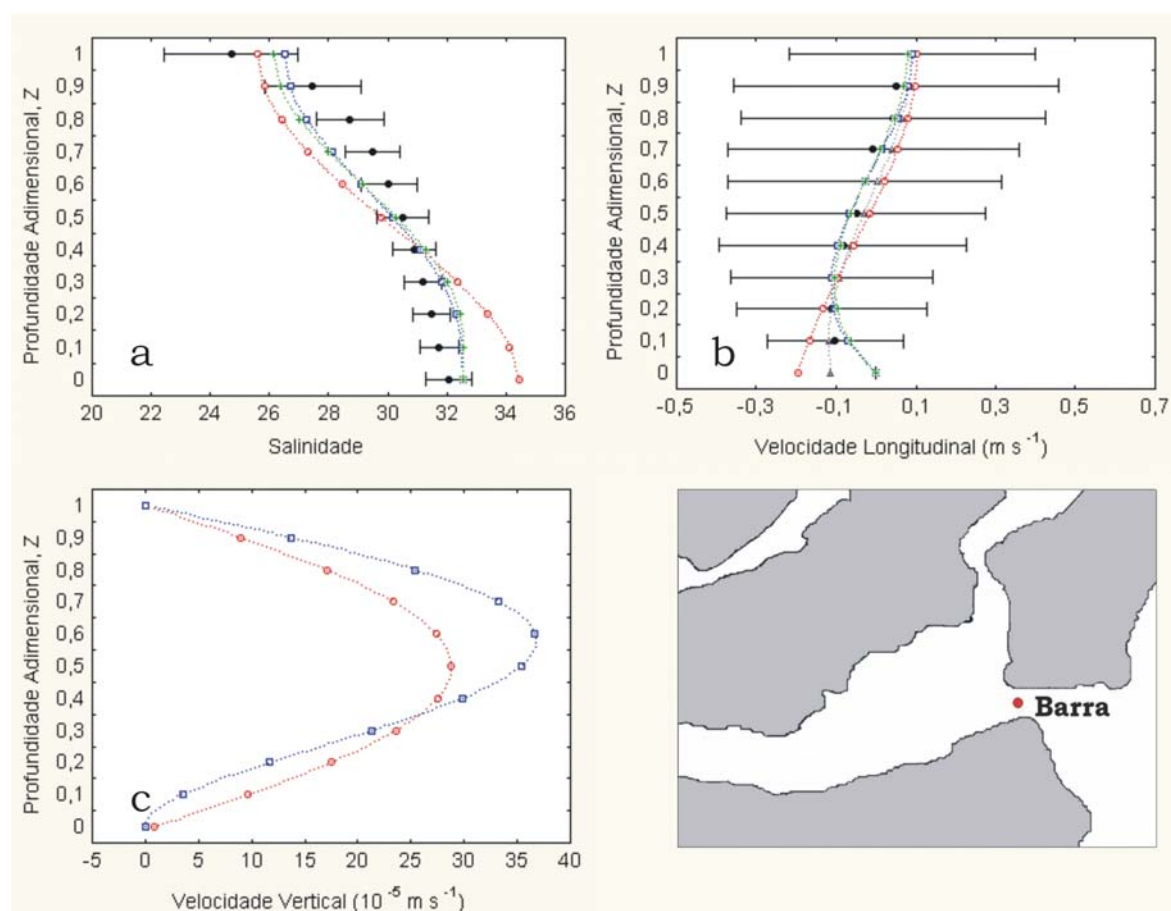 Profundidade Adimensional, Z
1
0,9
0,8
0,7
0,6
0,5
0,4
0,3
0,2
0,1
0
a
20 22 24 26 28 30 32 34 36
Salinidade
Profundidade Adimensional, Z
1
0,9
0,8
0,7
0,6
0,5
0,4
0,3
0,2
0,1
0
b
-0,5 -0,3 -0,1 0,1 0,3 0,5 0,7
Velocidade Longitudinal (m s⁻¹)
Profundidade Adimensional, Z
1
0,9
0,8
0,7
0,6
0,5
0,4
0,3
0,2
0,1
0
c
-5 0 5 10 15 20 25 30 35 40
Velocidade Vertical (10⁻⁵ m s⁻¹)
Barra